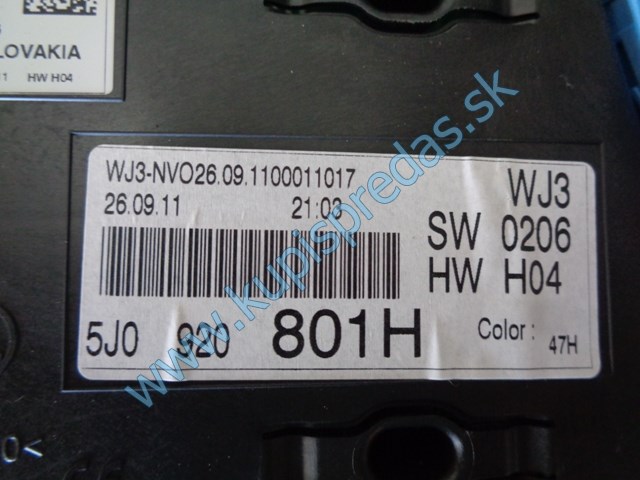 LOVAKIA
11 HW H04
WJ3-NVO26.09.1100011017
26.09.11 21:03
WJ3
SW 0206
HW H04
5J0 920 801H
Color: 47H
0<
www.kupispredas.sk